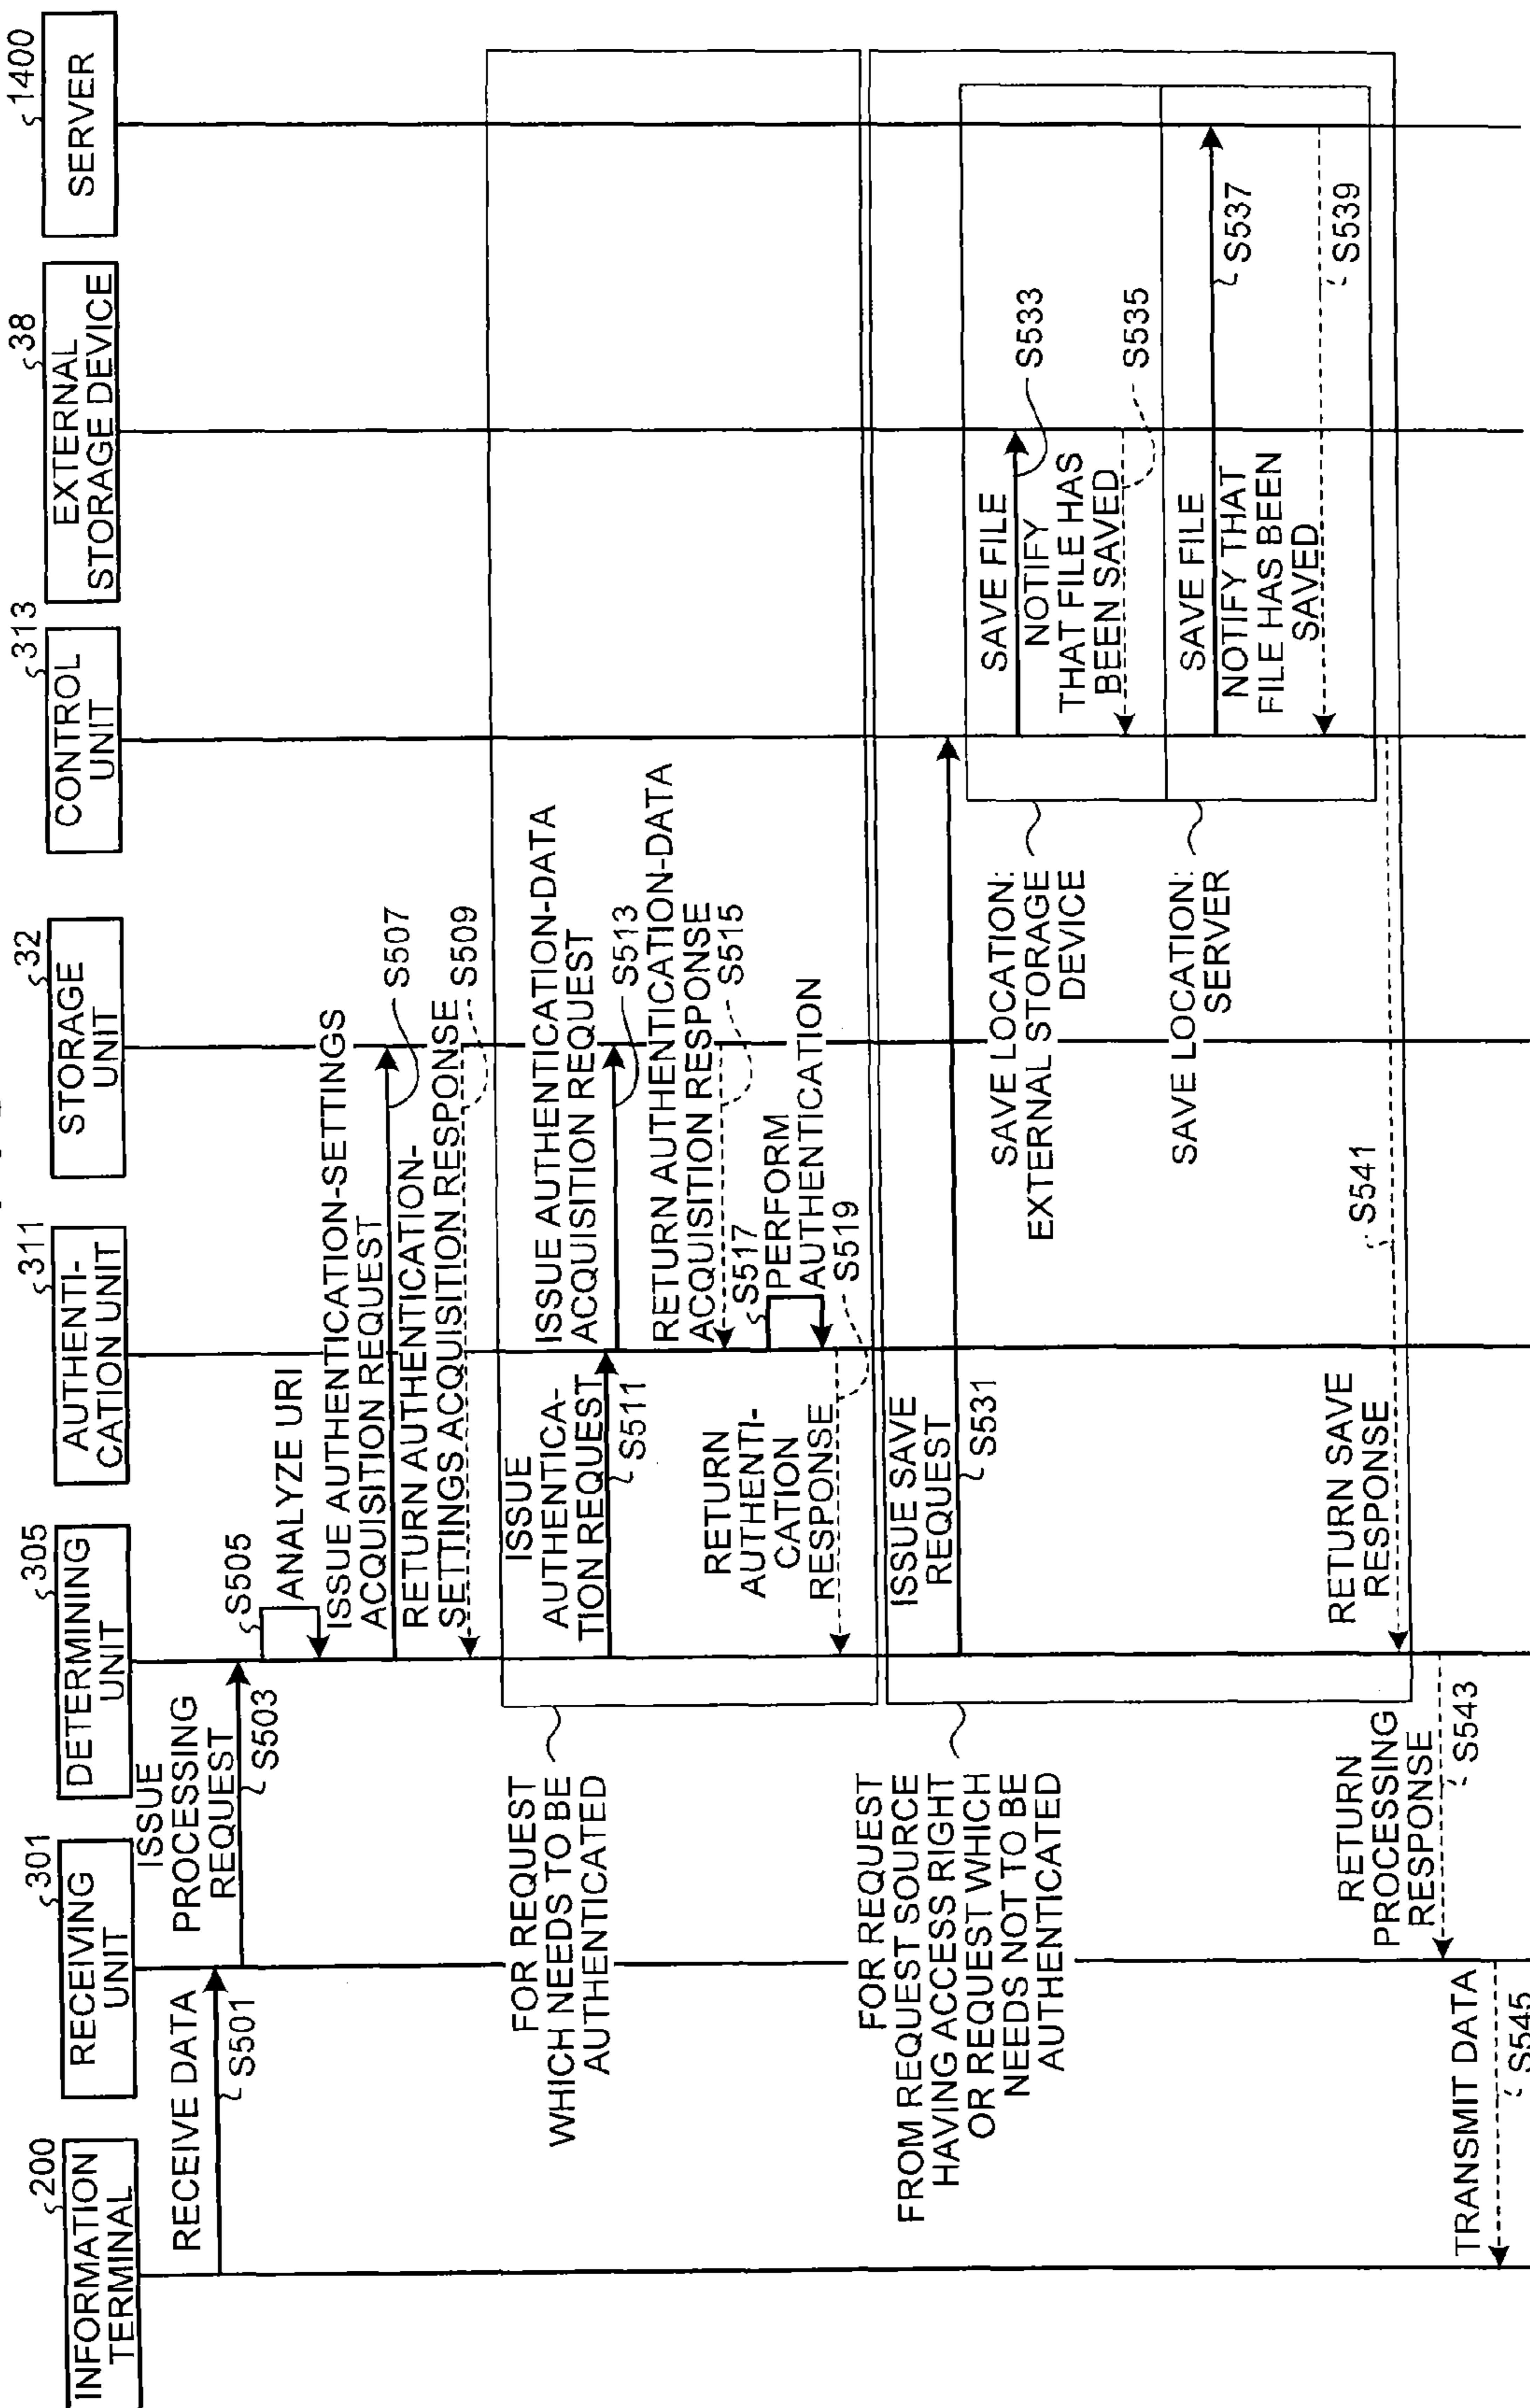 200
INFORMATION
TERMINAL
301
RECEIVING
UNIT
305
DETERMINING
UNIT
311
AUTHENTI-
CATION UNIT
32
STORAGE
UNIT
313
CONTROL
UNIT
38
EXTERNAL
STORAGE DEVICE
1400
SERVER
RECEIVE DATA
S501
ISSUE
PROCESSING
REQUEST
S503
S505
ANALYZE URI
ISSUE AUTHENTICATION-SETTINGS
ACQUISITION REQUEST
S507
RETURN AUTHENTICATION-
SETTINGS ACQUISITION RESPONSE
S509
FOR REQUEST
WHICH NEEDS TO BE
AUTHENTICATED
ISSUE
AUTHENTICA-
TION REQUEST
S511
ISSUE AUTHENTICATION-DATA
ACQUISITION REQUEST
S513
RETURN AUTHENTICATION-DATA
ACQUISITION RESPONSE
S515
S517
PERFORM
AUTHENTICATION
RETURN
AUTHENTI-
CATION
RESPONSE
S519
FOR REQUEST
FROM REQUEST SOURCE
HAVING ACCESS RIGHT
OR REQUEST WHICH
NEEDS NOT TO BE
AUTHENTICATED
ISSUE SAVE
REQUEST
S531
SAVE LOCATION:
EXTERNAL STORAGE
DEVICE
SAVE FILE
S533
NOTIFY
THAT FILE HAS
BEEN SAVED
S535
SAVE LOCATION:
SERVER
SAVE FILE
S537
NOTIFY THAT
FILE HAS BEEN
SAVED
S539
RETURN SAVE
RESPONSE
S541
RETURN
PROCESSING
RESPONSE
S543
TRANSMIT DATA
S545